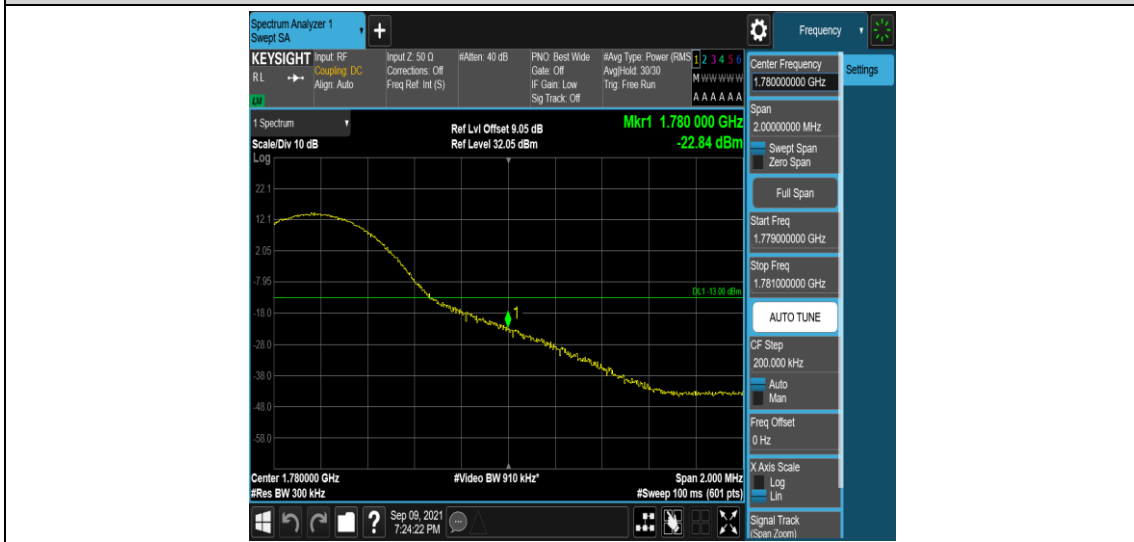 Spectrum Analyzer 1
Swept SA
+
Frequency
KEYSIGHT
RL
LXI
Input: RF
Coupling: DC
Align: Auto
Input Z: 50 Ω
Corrections: Off
Freq Ref: Int (S)
#Atten: 40 dB
PNO: Best Wide
Gate: Off
IF Gain: Low
Sig Track: Off
#Avg Type: Power (RMS
Avg|Hold: 30/30
Trig: Free Run
1 2 3 4 5 6
M W W W W W
A A A A A A
1 Spectrum
Scale/Div 10 dB
Log
Ref Lvl Offset 9.05 dB
Ref Level 32.05 dBm
Mkr1 1.780 000 GHz
-22.84 dBm
22.1
12.1
2.05
-7.95
-18.0
-28.0
-38.0
-48.0
-58.0
DL1 -13.00 dBm
1
Center 1.780000 GHz
#Res BW 300 kHz
#Video BW 910 kHz*
Span 2.000 MHz
#Sweep 100 ms (601 pts)
Sep 09, 2021
7:24:22 PM
?
Center Frequency
1.780000000 GHz
Settings
Span
2.00000000 MHz
Swept Span
Zero Span
Full Span
Start Freq
1.779000000 GHz
Stop Freq
1.781000000 GHz
AUTO TUNE
CF Step
200.000 kHz
Auto
Man
Freq Offset
0 Hz
X Axis Scale
Log
Lin
Signal Track
(Span Zoom)